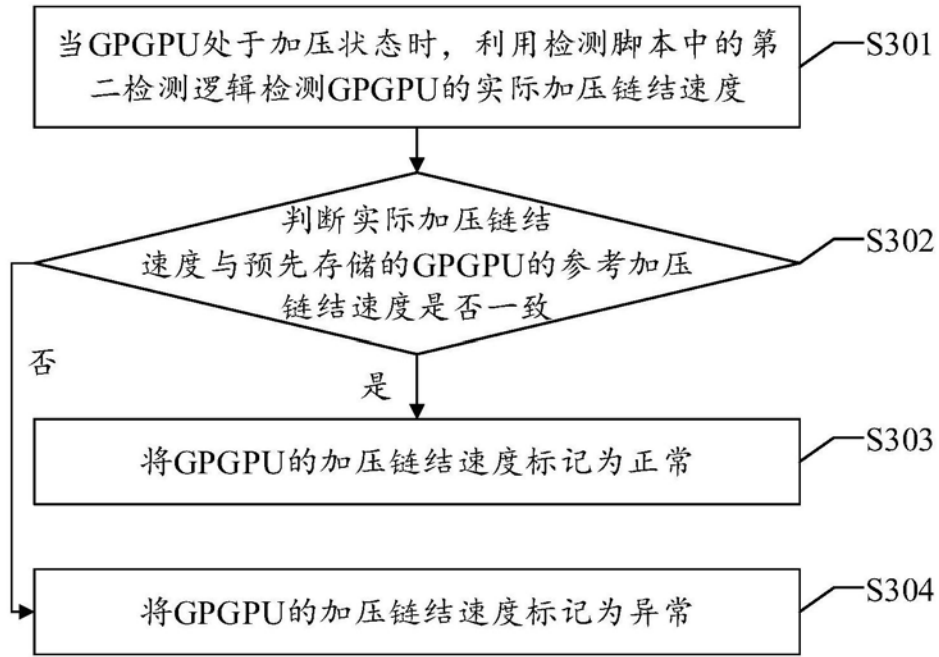 当GPGPU处于加压状态时，利用检测脚本中的第
二检测逻辑检测GPGPU的实际加压链结速度
S301
判断实际加压链结
速度与预先存储的GPGPU的参考加压
链结速度是否一致
S302
否
是
将GPGPU的加压链结速度标记为正常
S303
将GPGPU的加压链结速度标记为异常
S304